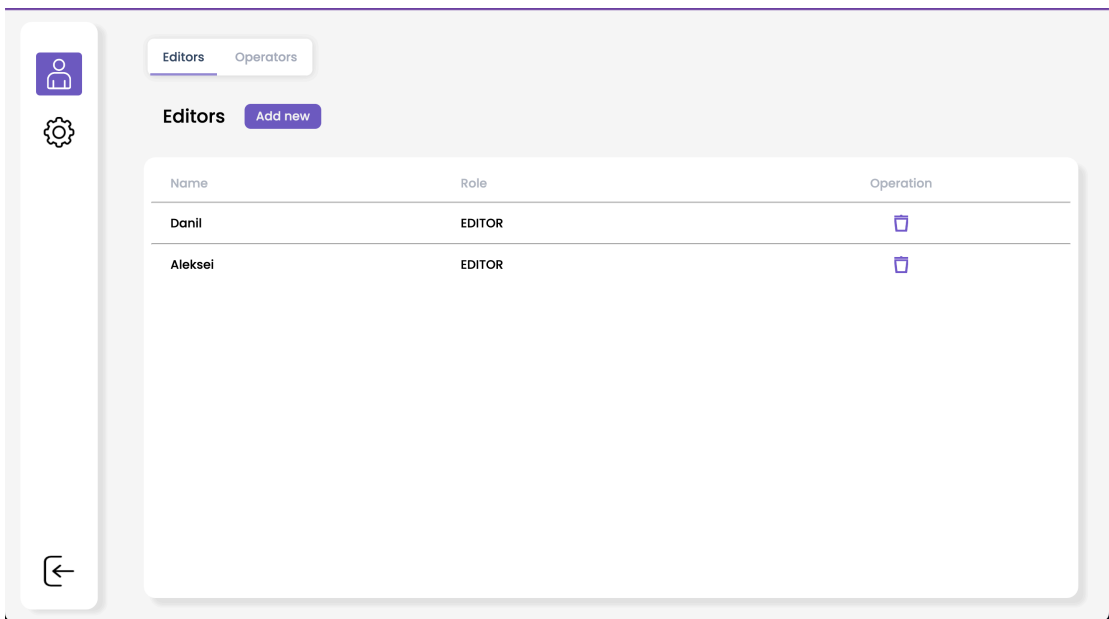 Editors Operators
Editors Add new
Name Role Operation
Danil EDITOR
Aleksei EDITOR